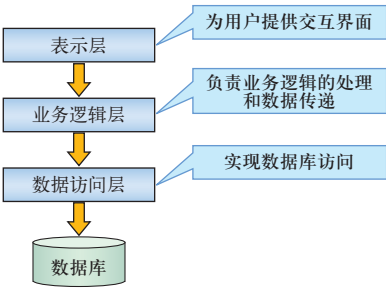 为用户提供交互界面
表示层
负责业务逻辑的处理
和数据传递
业务逻辑层
实现数据库访问
数据访问层
数据库